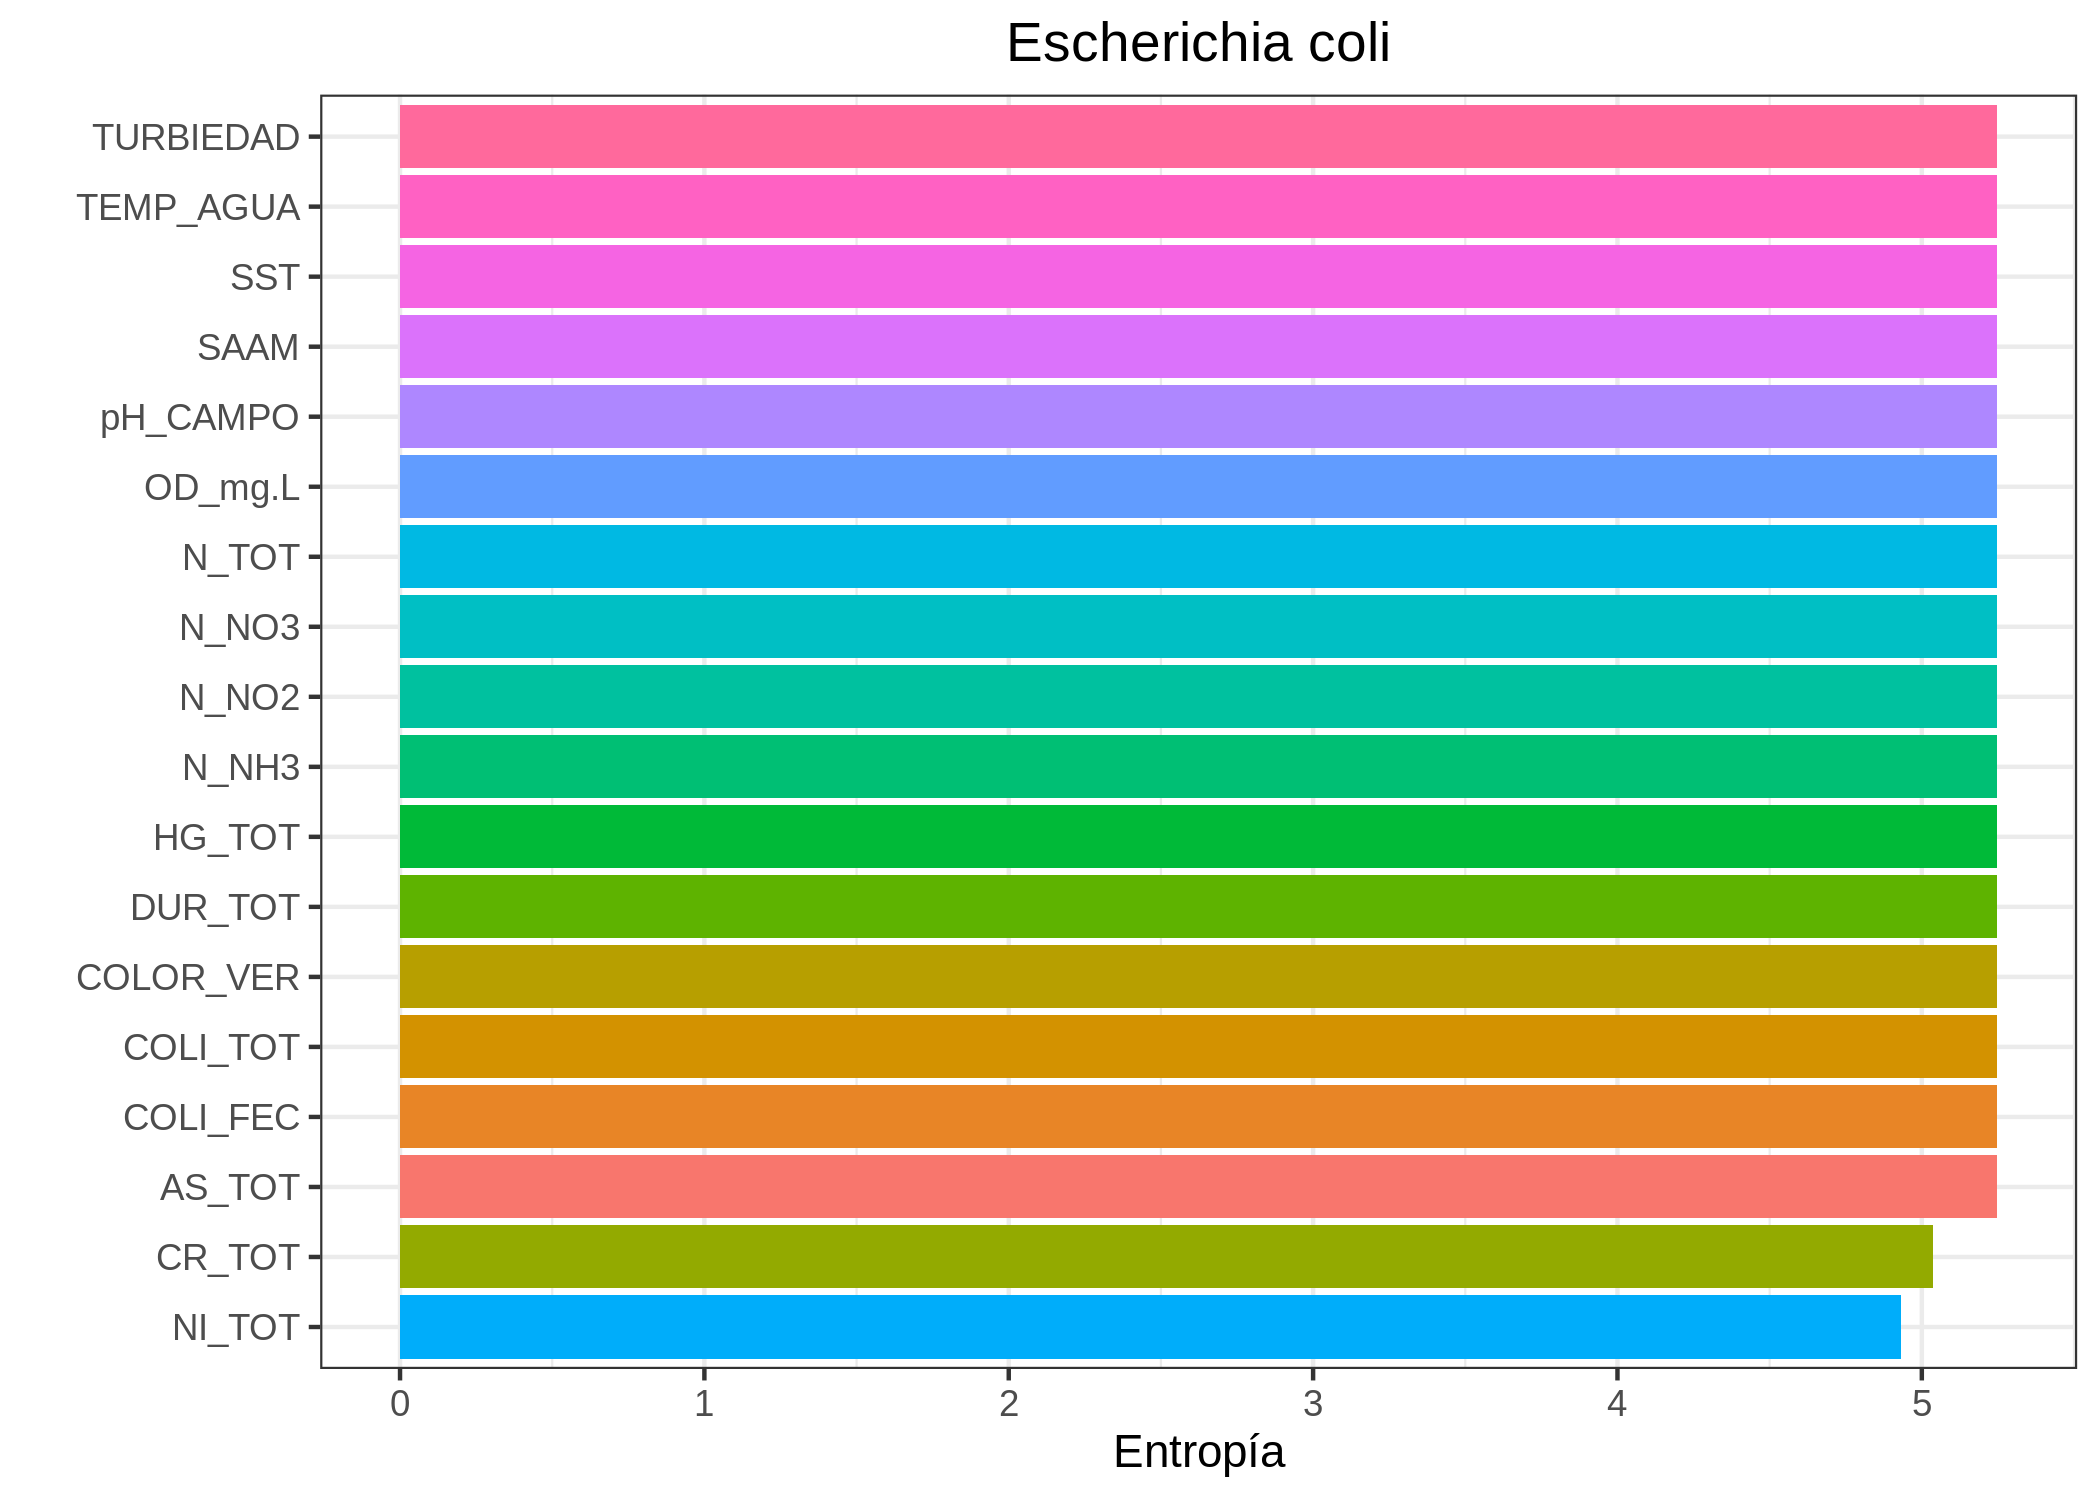 Escherichia coli
TURBIEDAD
TEMP_AGUA
SST
SAAM
pH_CAMPO
OD_mg.L
N_TOT
N_NO3
N_NO2
N_NH3
HG_TOT
DUR_TOT
COLOR_VER
COLI_TOT
COLI_FEC
AS_TOT
CR_TOT
NI_TOT
0 1 2 3 4 5
Entropía